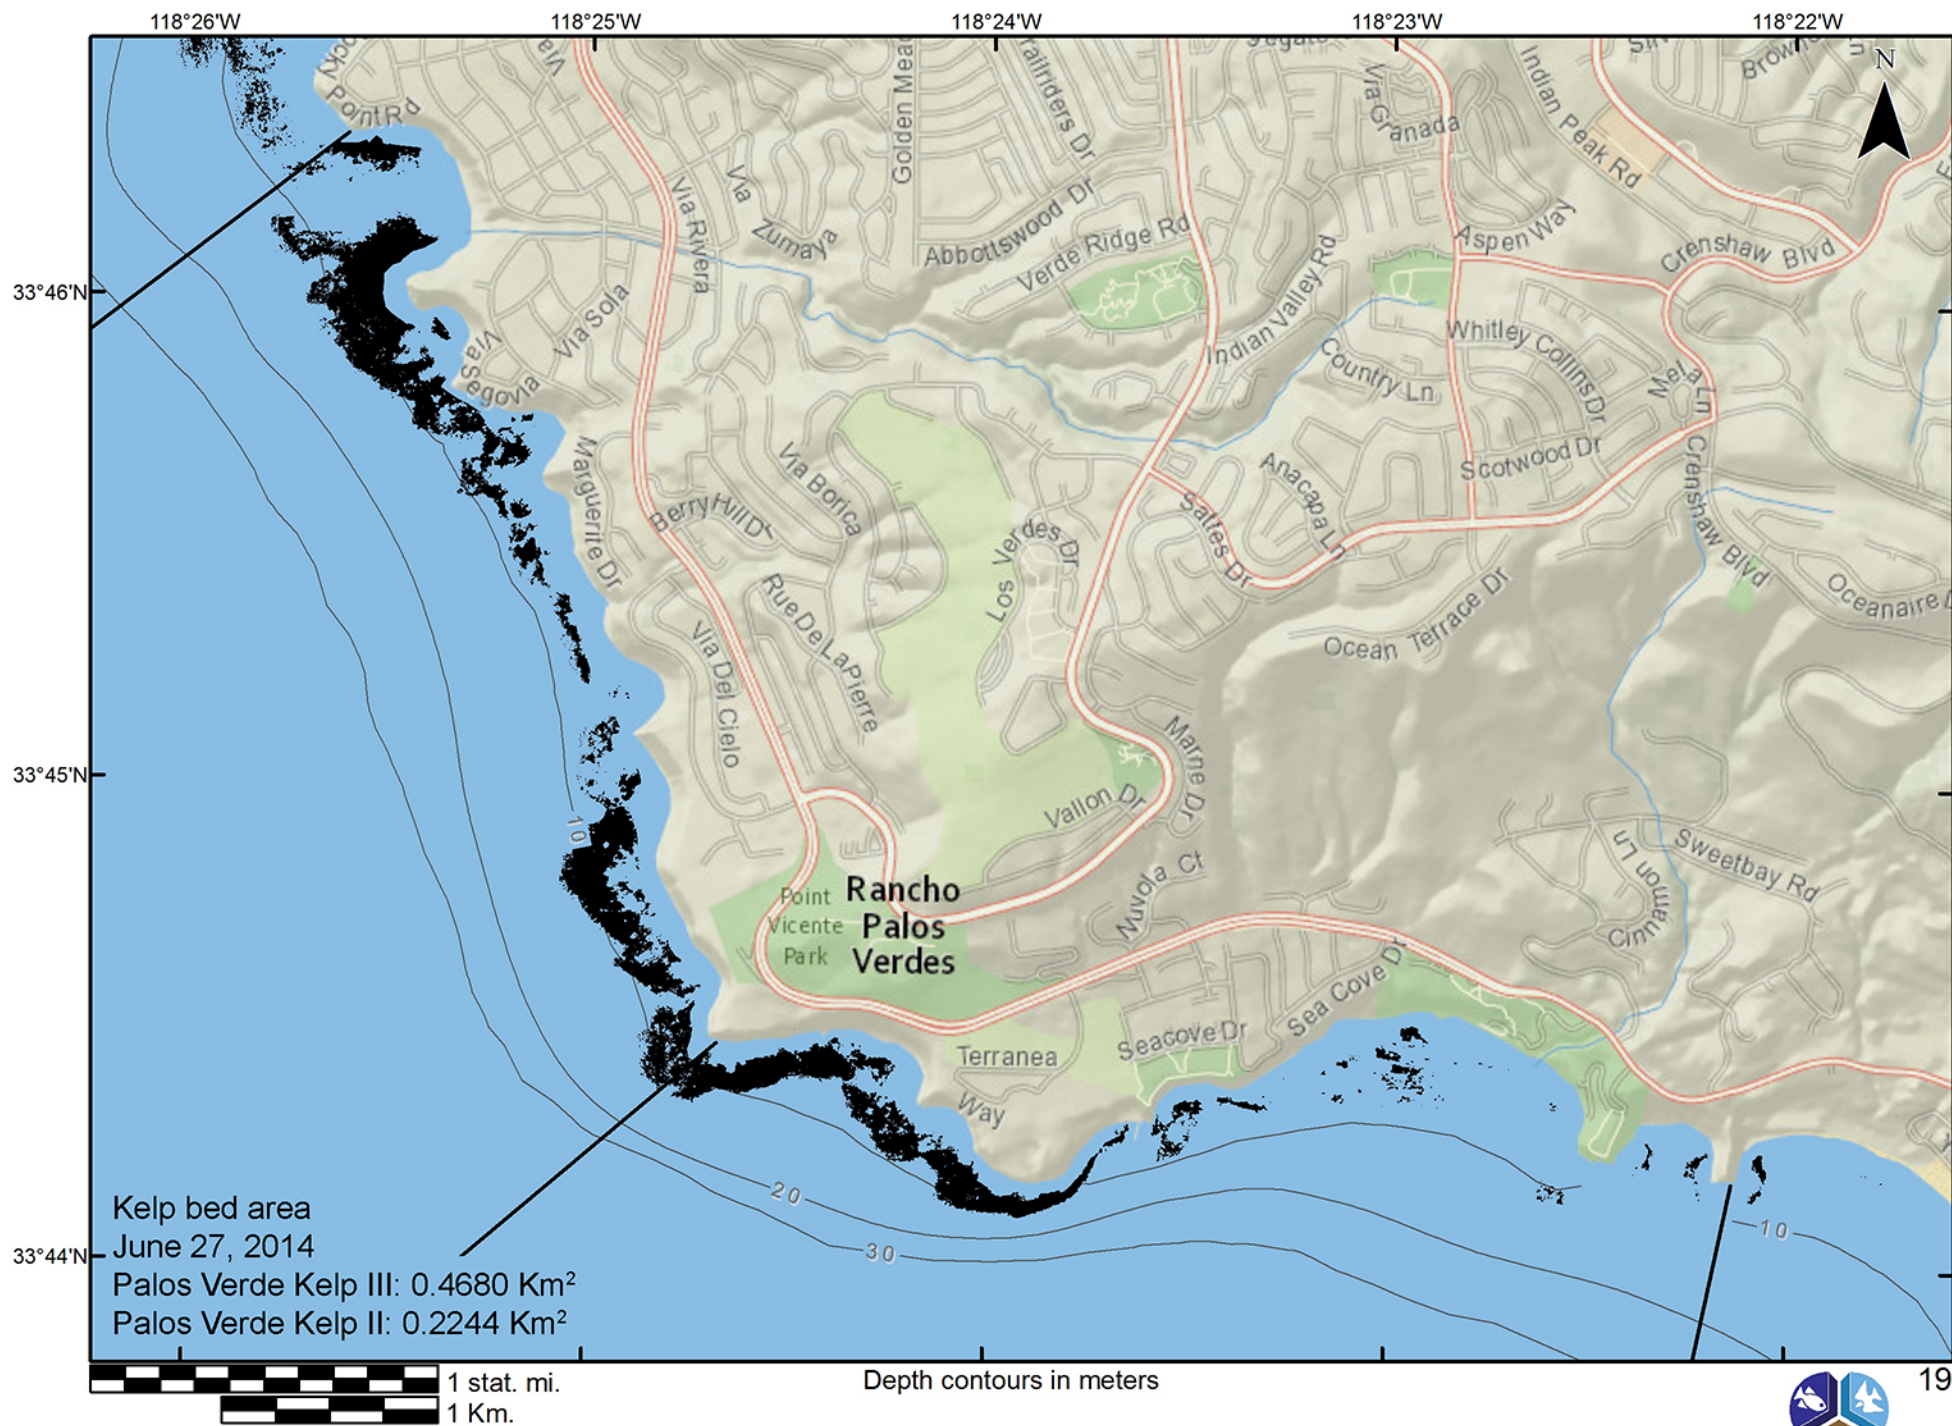 118°26'W 118°25'W 118°24'W 118°23'W 118°22'W
N
Point Rd
Via
Golden Mead
railriders Dr
Via Granada
Indian Peak Rd
Via Rivera
Via
Zumaya
Abbottswood Dr
Verde Ridge Rd
Indian Valley Rd
Aspen Way
Crenshaw Blvd
33°46'N
Via Sola
Via
Segovia
Whitley Collins Dr
Country Ln
Mela Ln
Marguerite Dr
Via Borica
Berry Hill Dr
Los Verdes Dr
Saltes Dr
Anacapa Ln
Scotwood Dr
Crenshaw Blvd
Oceanaire D
Ocean Terrace Dr
Rue De La Pierre
Via Del Cielo
33°45'N
10
Vallon Dr
Marne Dr
Nuvola Ct
Sweetbay Rd
Cinnamon Ln
Point
Vicente
Park
Rancho
Palos
Verdes
Sea Cove Dr
Seacove Dr
Terranea
Way
20
30
10
33°44'N
Kelp bed area
June 27, 2014
Palos Verde Kelp III: 0.4680 Km²
Palos Verde Kelp II: 0.2244 Km²
1 stat. mi.
1 Km.
Depth contours in meters
19